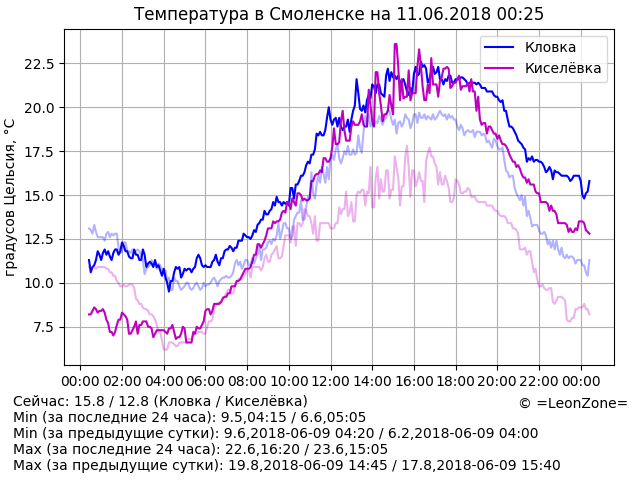 Температура в Смоленске на 11.06.2018 00:25
Кловка
Киселёвка
градусов Цельсия, °C
22.5
20.0
17.5
15.0
12.5
10.0
7.5
00:00 02:00 04:00 06:00 08:00 10:00 12:00 14:00 16:00 18:00 20:00 22:00 00:00
Сейчас: 15.8 / 12.8 (Кловка / Киселёвка)
© =LeonZone=
Min (за последние 24 часа): 9.5,04:15 / 6.6,05:05
Min (за предыдущие сутки): 9.6,2018-06-09 04:20 / 6.2,2018-06-09 04:00
Max (за последние 24 часа): 22.6,16:20 / 23.6,15:05
Max (за предыдущие сутки): 19.8,2018-06-09 14:45 / 17.8,2018-06-09 15:40